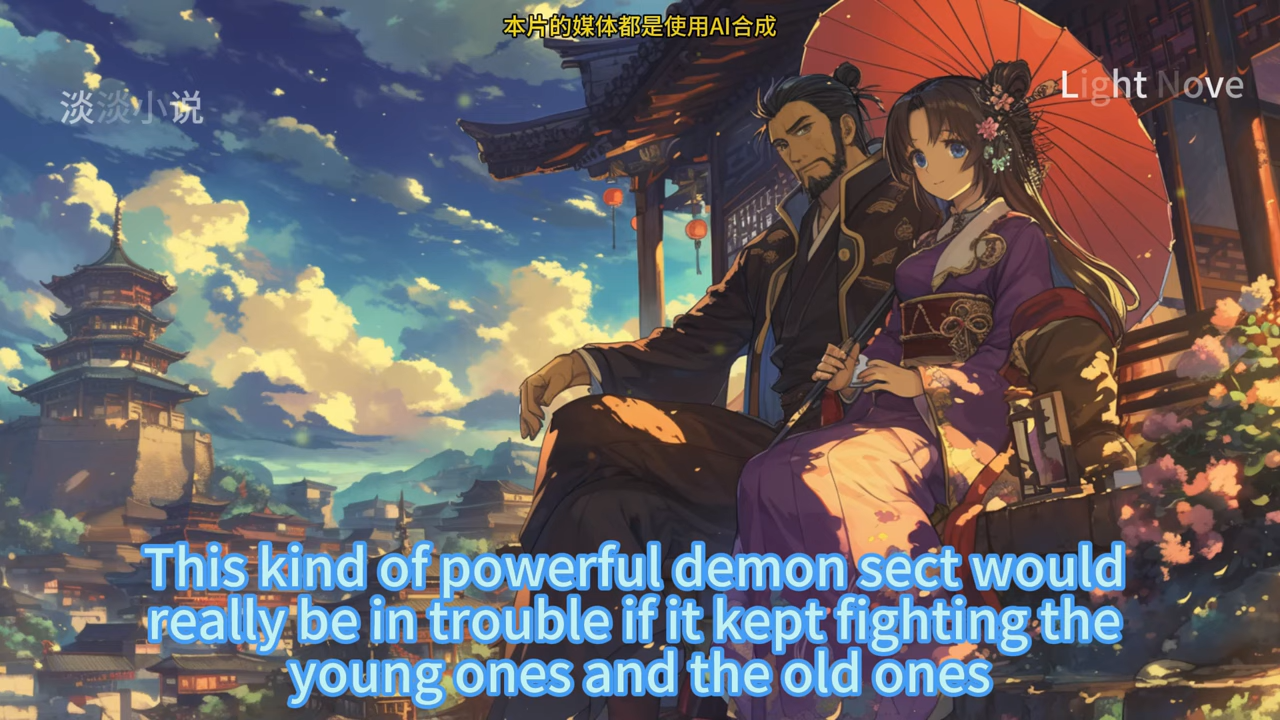 本片的媒体都是使用AI合成
淡淡小说
Light Nove
This kind of powerful demon sect would
really be in trouble if it kept fighting the
young ones and the old ones